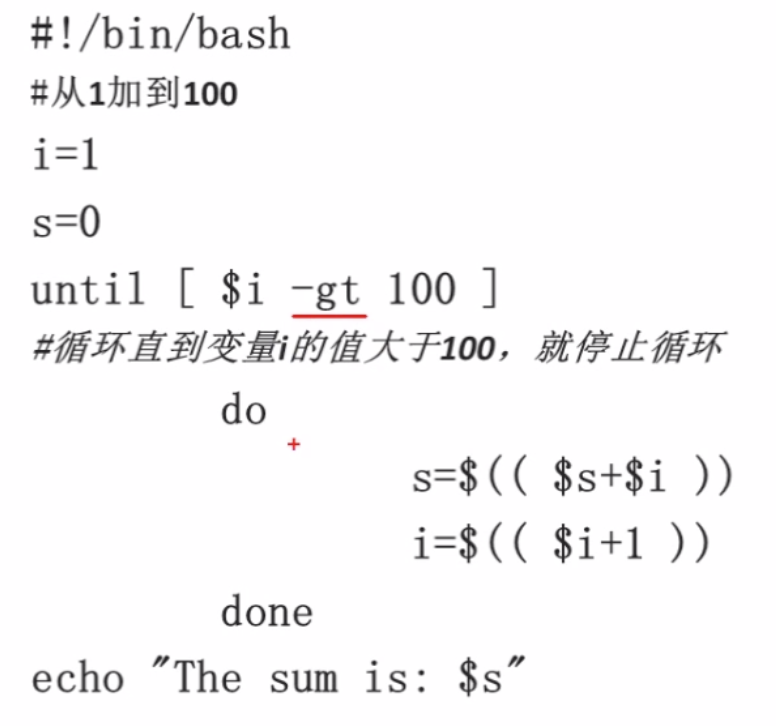 #!/bin/bash
#从1加到100
i=1
s=0
until [ $i -gt 100 ]
#循环直到变量i的值大于100，就停止循环
do
s=$(( $s+$i ))
i=$(( $i+1 ))
done
echo "The sum is: $s"